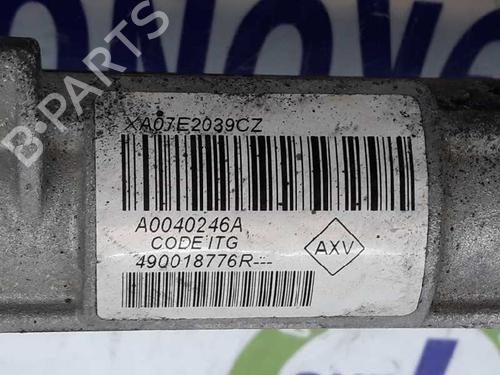 B-PARTS
XA07E2039CZ
A0040246A
CODE ITG
490018776R---
AXV